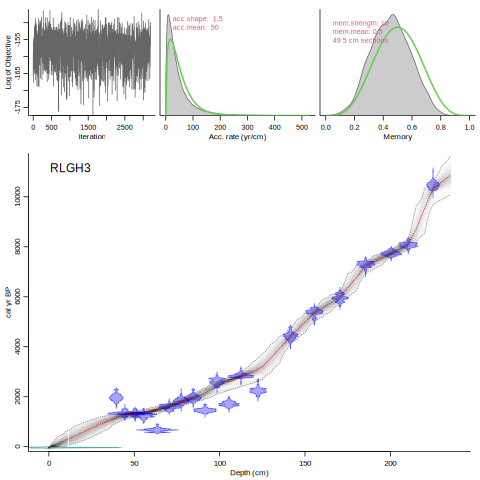 acc.shape: 1.5
acc.mean: 50
mem.strength: 10
mem.mean: 0.5
49 5 cm sections
Log of Objective
-175
-165
-155
0
500
1500
2500
Iteration
0
100
200
300
400
500
Acc. rate (yr/cm)
0.0
0.2
0.4
0.6
0.8
1.0
Memory
RLGH3
cal yr BP
0
2000
4000
6000
8000
10000
0
50
100
150
200
Depth (cm)